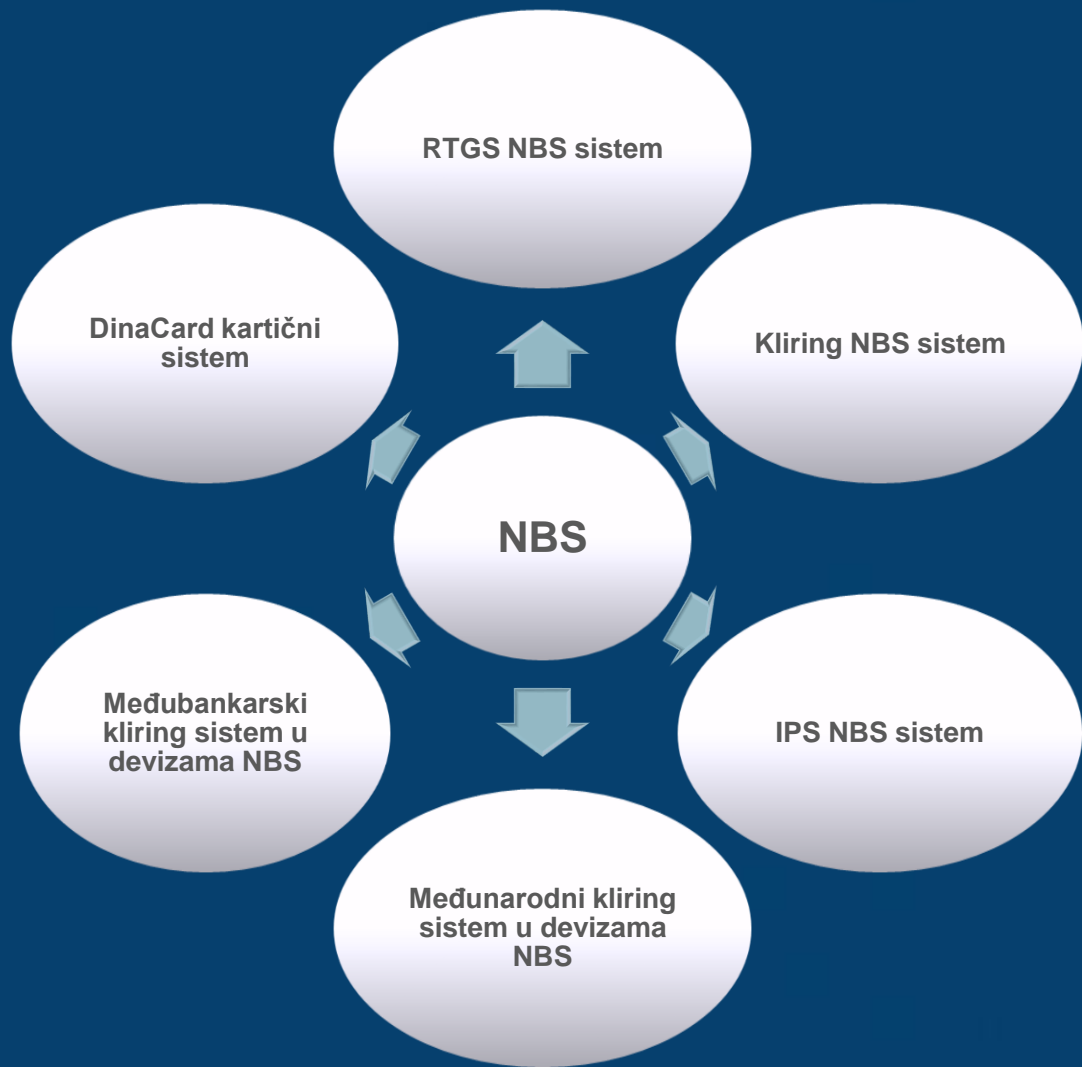 RTGS NBS sistem
DinaCard kartični
sistem
Kliring NBS sistem
NBS
Međubankarski
kliring sistem u
devizama NBS
IPS NBS sistem
Međunarodni kliring
sistem u devizama
NBS